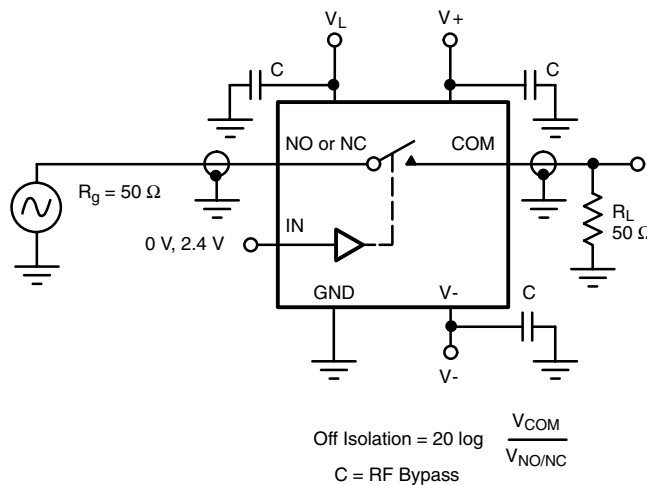 V_L
V+
C
C
NO or NC
COM
R_g = 50 Ω
IN
0 V, 2.4 V
R_L
50 Ω
GND
V-
C
V-
Off Isolation = 20 log V_COM / V_NO/NC
C = RF Bypass